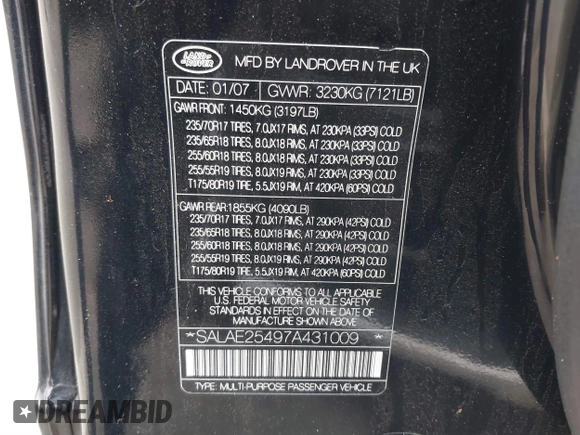 LAND
ROVER
MFD BY LANDROVER IN THE UK
DATE: 01/07 GVWR: 3230KG (7121LB)
GAWR FRONT: 1450KG (3197LB)
235/70R17 TIRES, 7.0JX17 RIMS, AT 230KPA (33PSI) COLD
235/65R18 TIRES, 8.0JX18 RIMS, AT 230KPA (33PSI) COLD
255/60R18 TIRES, 8.0JX18 RIMS, AT 230KPA (33PSI) COLD
255/55R19 TIRES, 8.0JX19 RIMS, AT 230KPA (33PSI) COLD
T175/80R19 TIRE, 5.5JX19 RIM, AT 420KPA (60PSI) COLD
GAWR REAR: 1855KG (4090LB)
235/70R17 TIRES, 7.0JX17 RIMS, AT 290KPA (42PSI) COLD
235/65R18 TIRES, 8.0JX18 RIMS, AT 290KPA (42PSI) COLD
255/60R18 TIRES, 8.0JX18 RIMS, AT 290KPA (42PSI) COLD
255/55R19 TIRES, 8.0JX19 RIMS, AT 290KPA (42PSI) COLD
T175/80R19 TIRE, 5.5JX19 RIM, AT 420KPA (60PSI) COLD
THIS VEHICLE CONFORMS TO ALL APPLICABLE
U.S. FEDERAL MOTOR VEHICLE SAFETY
STANDARDS IN EFFECT ON THE DATE OF
MANUFACTURE SHOWN ABOVE
*SALAE25497A431009*
TYPE: MULTI-PURPOSE PASSENGER VEHICLE
DREAMBID